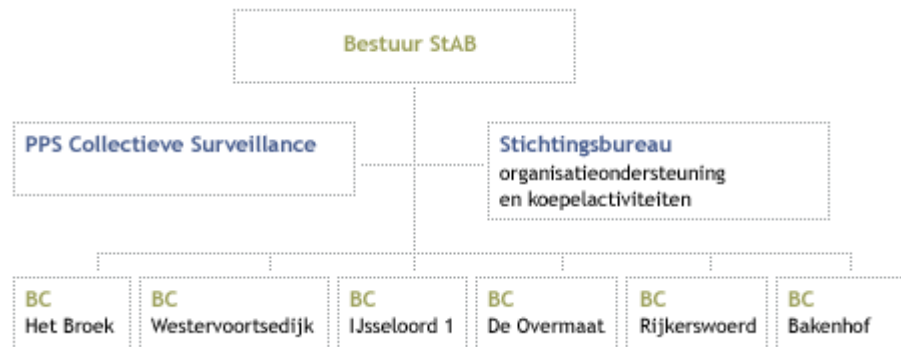 Bestuur StAB
PPS Collectieve Surveillance
Stichtingsbureau
organisatieondersteuning
en koepelactiviteiten
BC
Het Broek
BC
Westervoortsedijk
BC
IJsseloord 1
BC
De Overmaat
BC
Rijkerswoerd
BC
Bakenhof